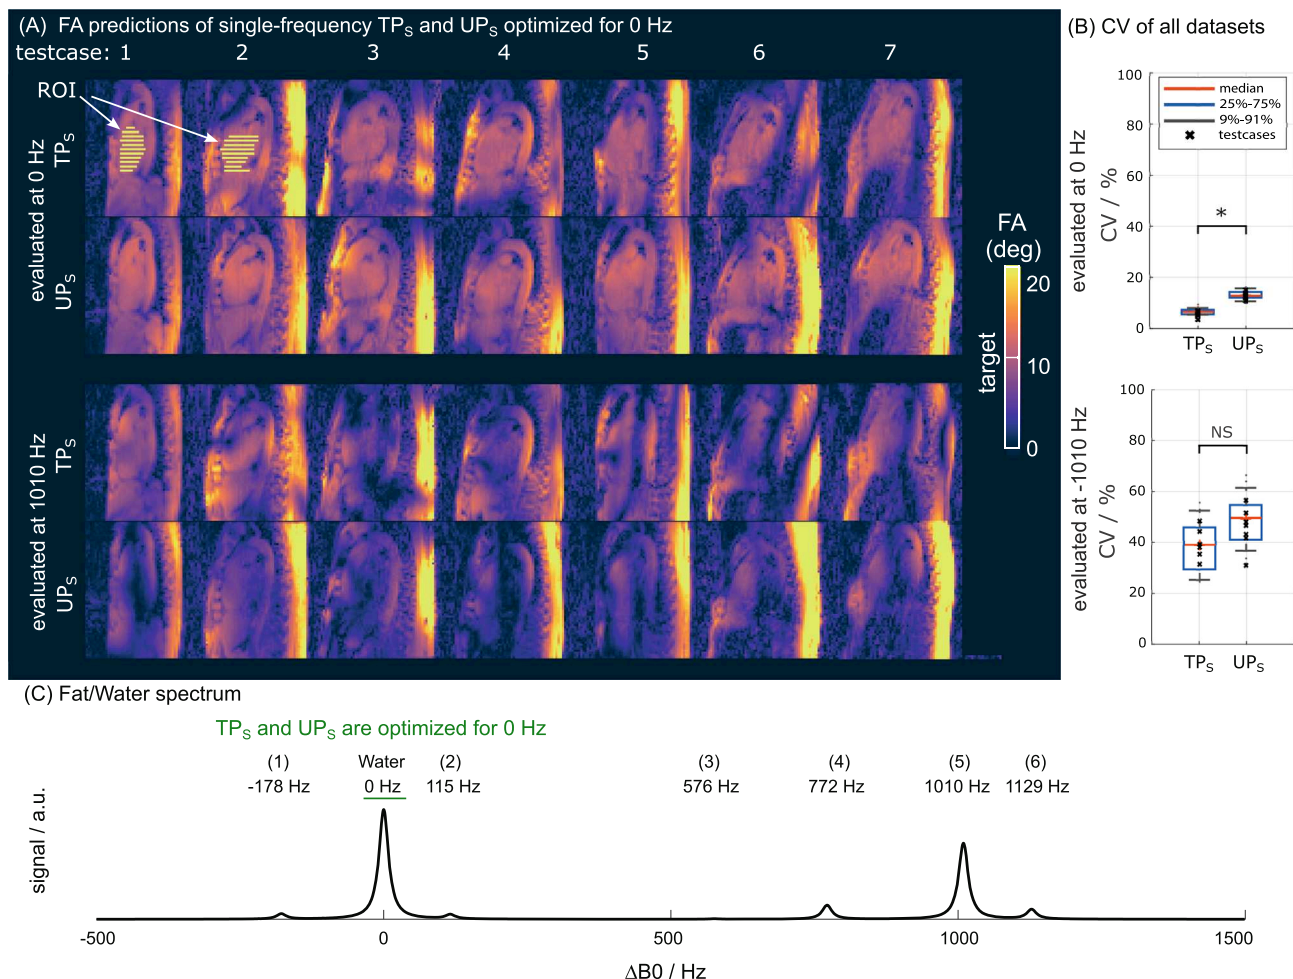 (A) FA predictions of single-frequency TPS and UPS optimized for 0 Hz
testcase: 1 2 3 4 5 6 7
ROI
evaluated at 0 Hz
TPS
UPS
evaluated at 1010 Hz
TPS
UPS
FA
(deg)
20
10
0
target
(B) CV of all datasets
evaluated at 0 Hz
CV / %
100
80
60
40
20
0
median
25%-75%
9%-91%
testcases
*
TPS UPS
evaluated at -1010 Hz
CV / %
100
80
60
40
20
0
NS
TPS UPS
(C) Fat/Water spectrum
TPS and UPS are optimized for 0 Hz
(1) Water (2) (3) (4) (5) (6)
-178 Hz 0 Hz 115 Hz 576 Hz 772 Hz 1010 Hz 1129 Hz
signal / a.u.
-500 0 500 1000 1500
ΔB0 / Hz